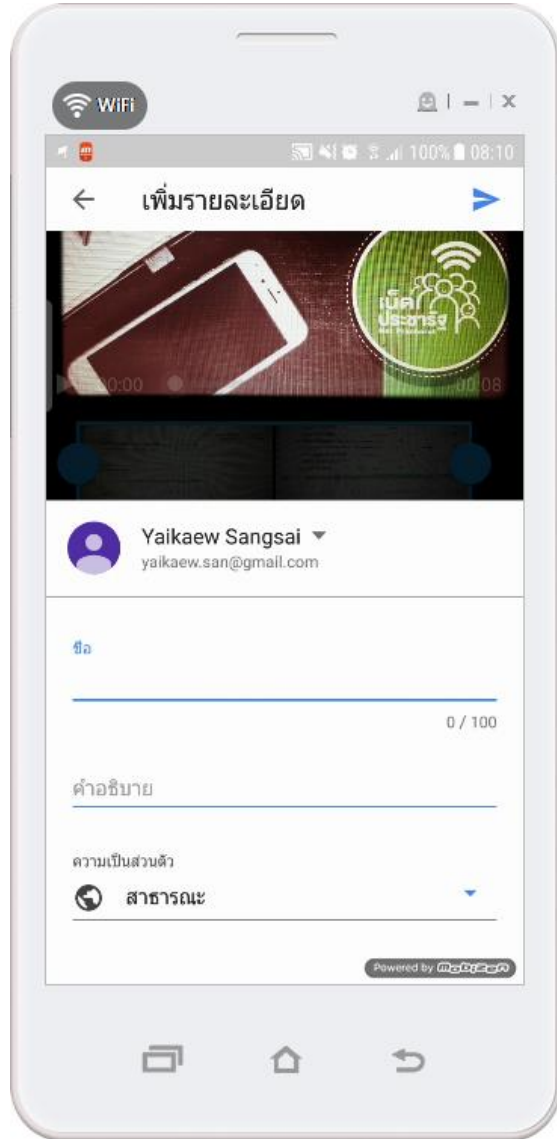 WiFi
100% 08:10
เพิ่มรายละเอียด
เน็ต
ประชารัฐ
00:00
00:08
Yaikaew Sangsai
yaikaew.san@gmail.com
ชื่อ
0 / 100
คำอธิบาย
ความเป็นส่วนตัว
สาธารณะ
Powered by mobizen